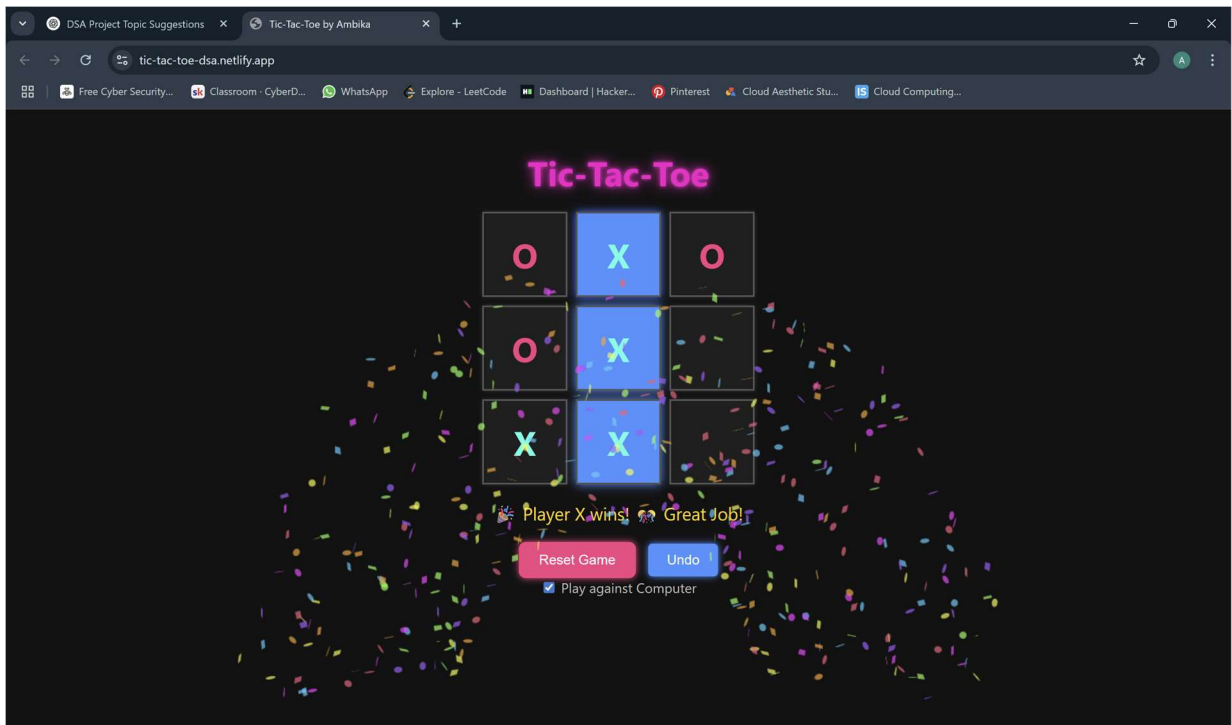 DSA Project Topic Suggestions
Tic-Tac-Toe by Ambika
tic-tac-toe-dsa.netlify.app
A
Free Cyber Security...
sk Classroom · CyberD...
WhatsApp
Explore - LeetCode
Dashboard | Hacker...
Pinterest
Cloud Aesthetic Stu...
IS Cloud Computing...
Tic-Tac-Toe
O X O
O X
X X
🎉 Player X wins! 🎊 Great Job!
Reset Game Undo
Play against Computer